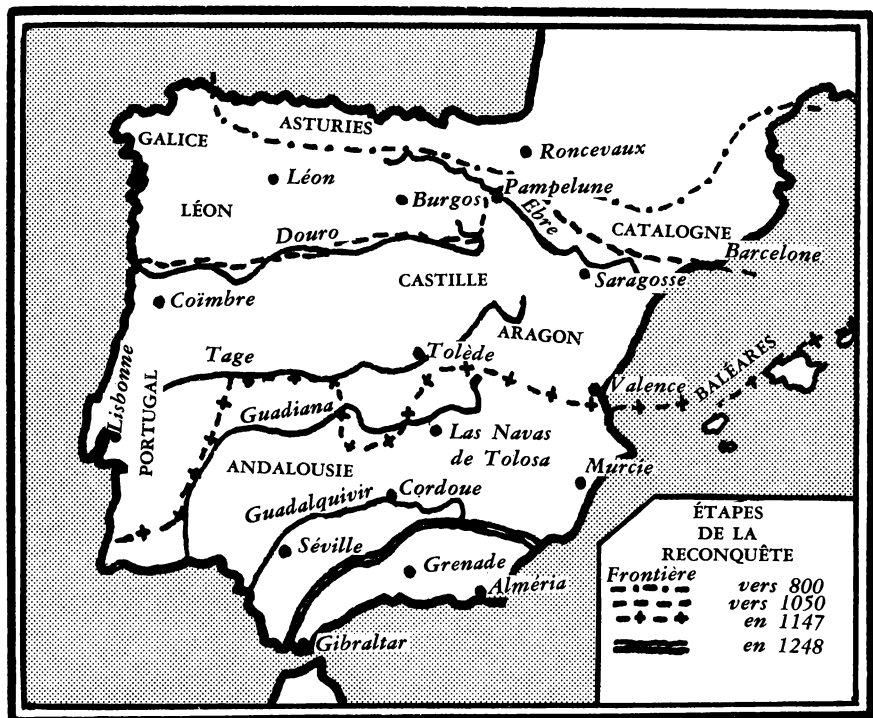 ASTURIES
GALICE
Roncevaux
Léon
Pampelune
Burgos
LÉON
Ebre
CATALOGNE
Douro
Barcelone
CASTILLE
Saragosse
Coïmbre
ARAGON
Tage
Tolède
BALÉARES
Lisbonne
Valence
PORTUGAL
Guadiana
Las Navas
de Tolosa
ANDALOUSIE
Murcie
Guadalquivir
Cordoue
Séville
Grenade
Alméria
Gibraltar
ÉTAPES
DE LA
RECONQUÊTE
Frontière
vers 800
vers 1050
en 1147
en 1248